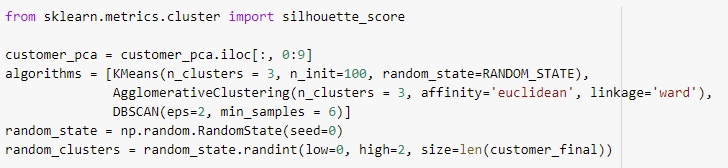 from sklearn.metrics.cluster import silhouette_score
customer_pca = customer_pca.iloc[:, 0:9]
algorithms = [KMeans(n_clusters = 3, n_init=100, random_state=RANDOM_STATE),
AgglomerativeClustering(n_clusters = 3, affinity='euclidean', linkage='ward'),
DBSCAN(eps=2, min_samples = 6)]
random_state = np.random.RandomState(seed=0)
random_clusters = random_state.randint(low=0, high=2, size=len(customer_final))